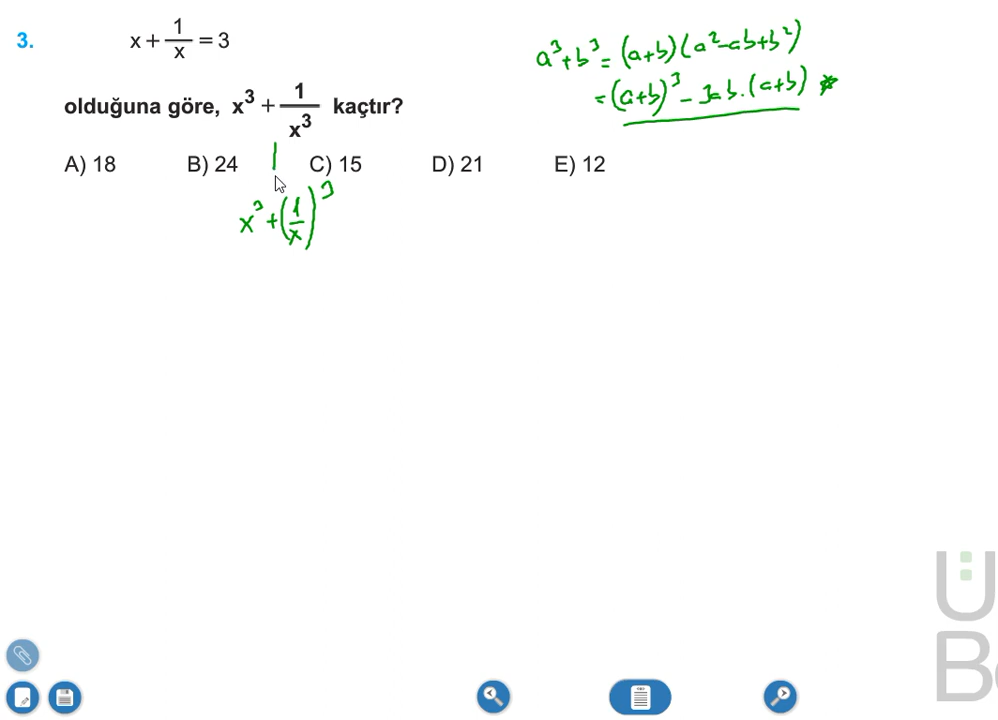 3. x + 1/x = 3
olduğuna göre, x³ + 1/x³ kaçtır?
A) 18 B) 24 C) 15 D) 21 E) 12
x³ + (1/x)³
a³+b³ = (a+b)(a²-ab+b²)
= (a+b)³ - 3ab.(a+b) *